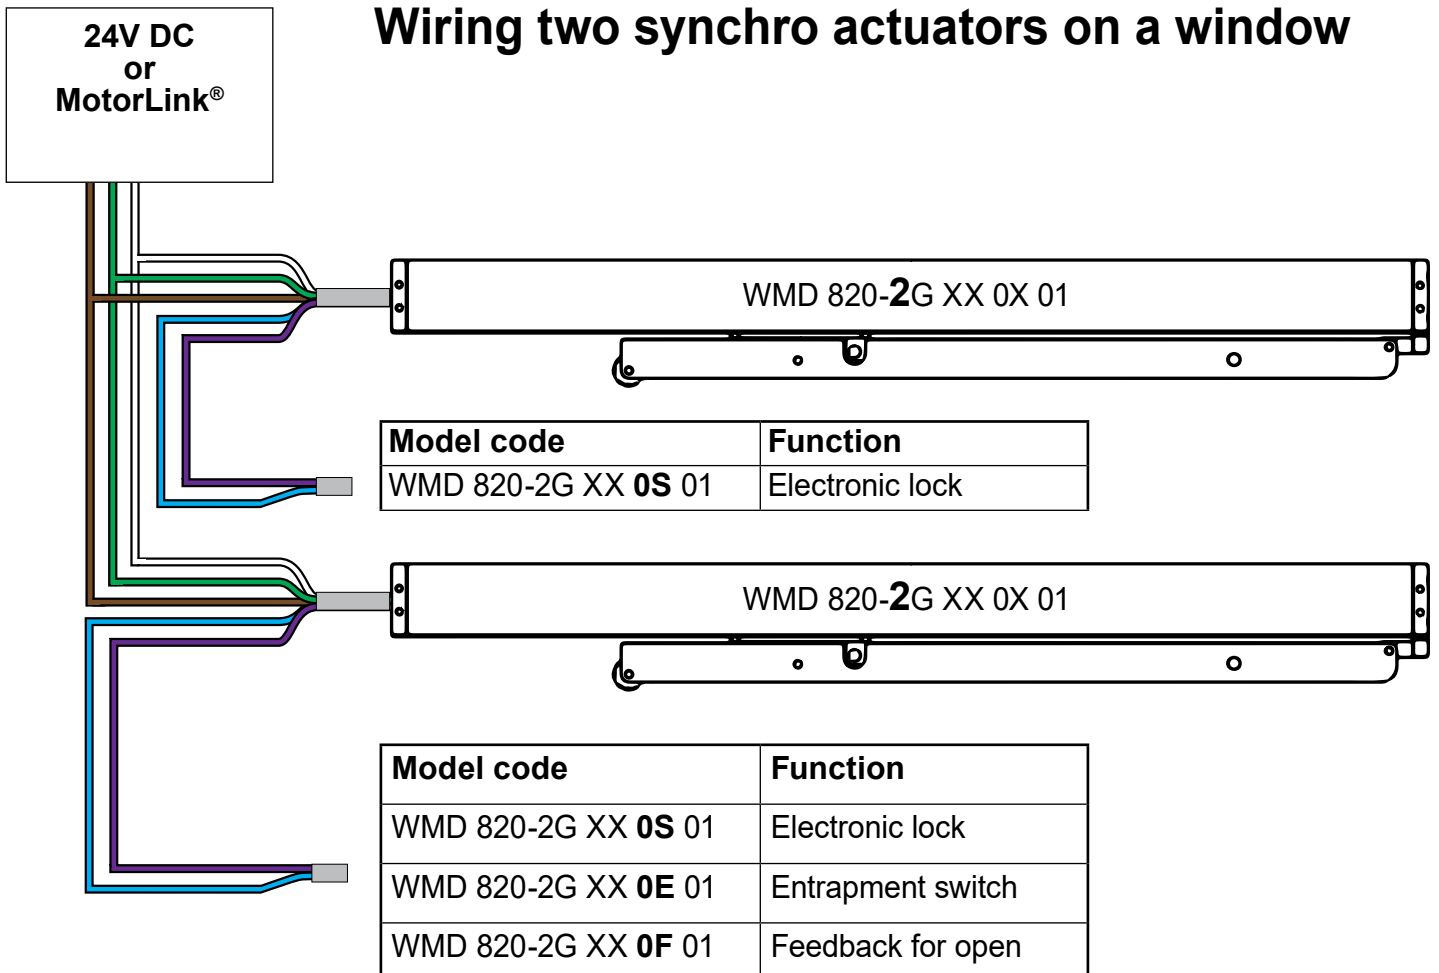 Wiring two synchro actuators on a window
24V DC
or
MotorLink®
WMD 820-2G XX 0X 01
Model code Function
WMD 820-2G XX 0S 01 Electronic lock
WMD 820-2G XX 0X 01
Model code Function
WMD 820-2G XX 0S 01 Electronic lock
WMD 820-2G XX 0E 01 Entrapment switch
WMD 820-2G XX 0F 01 Feedback for open